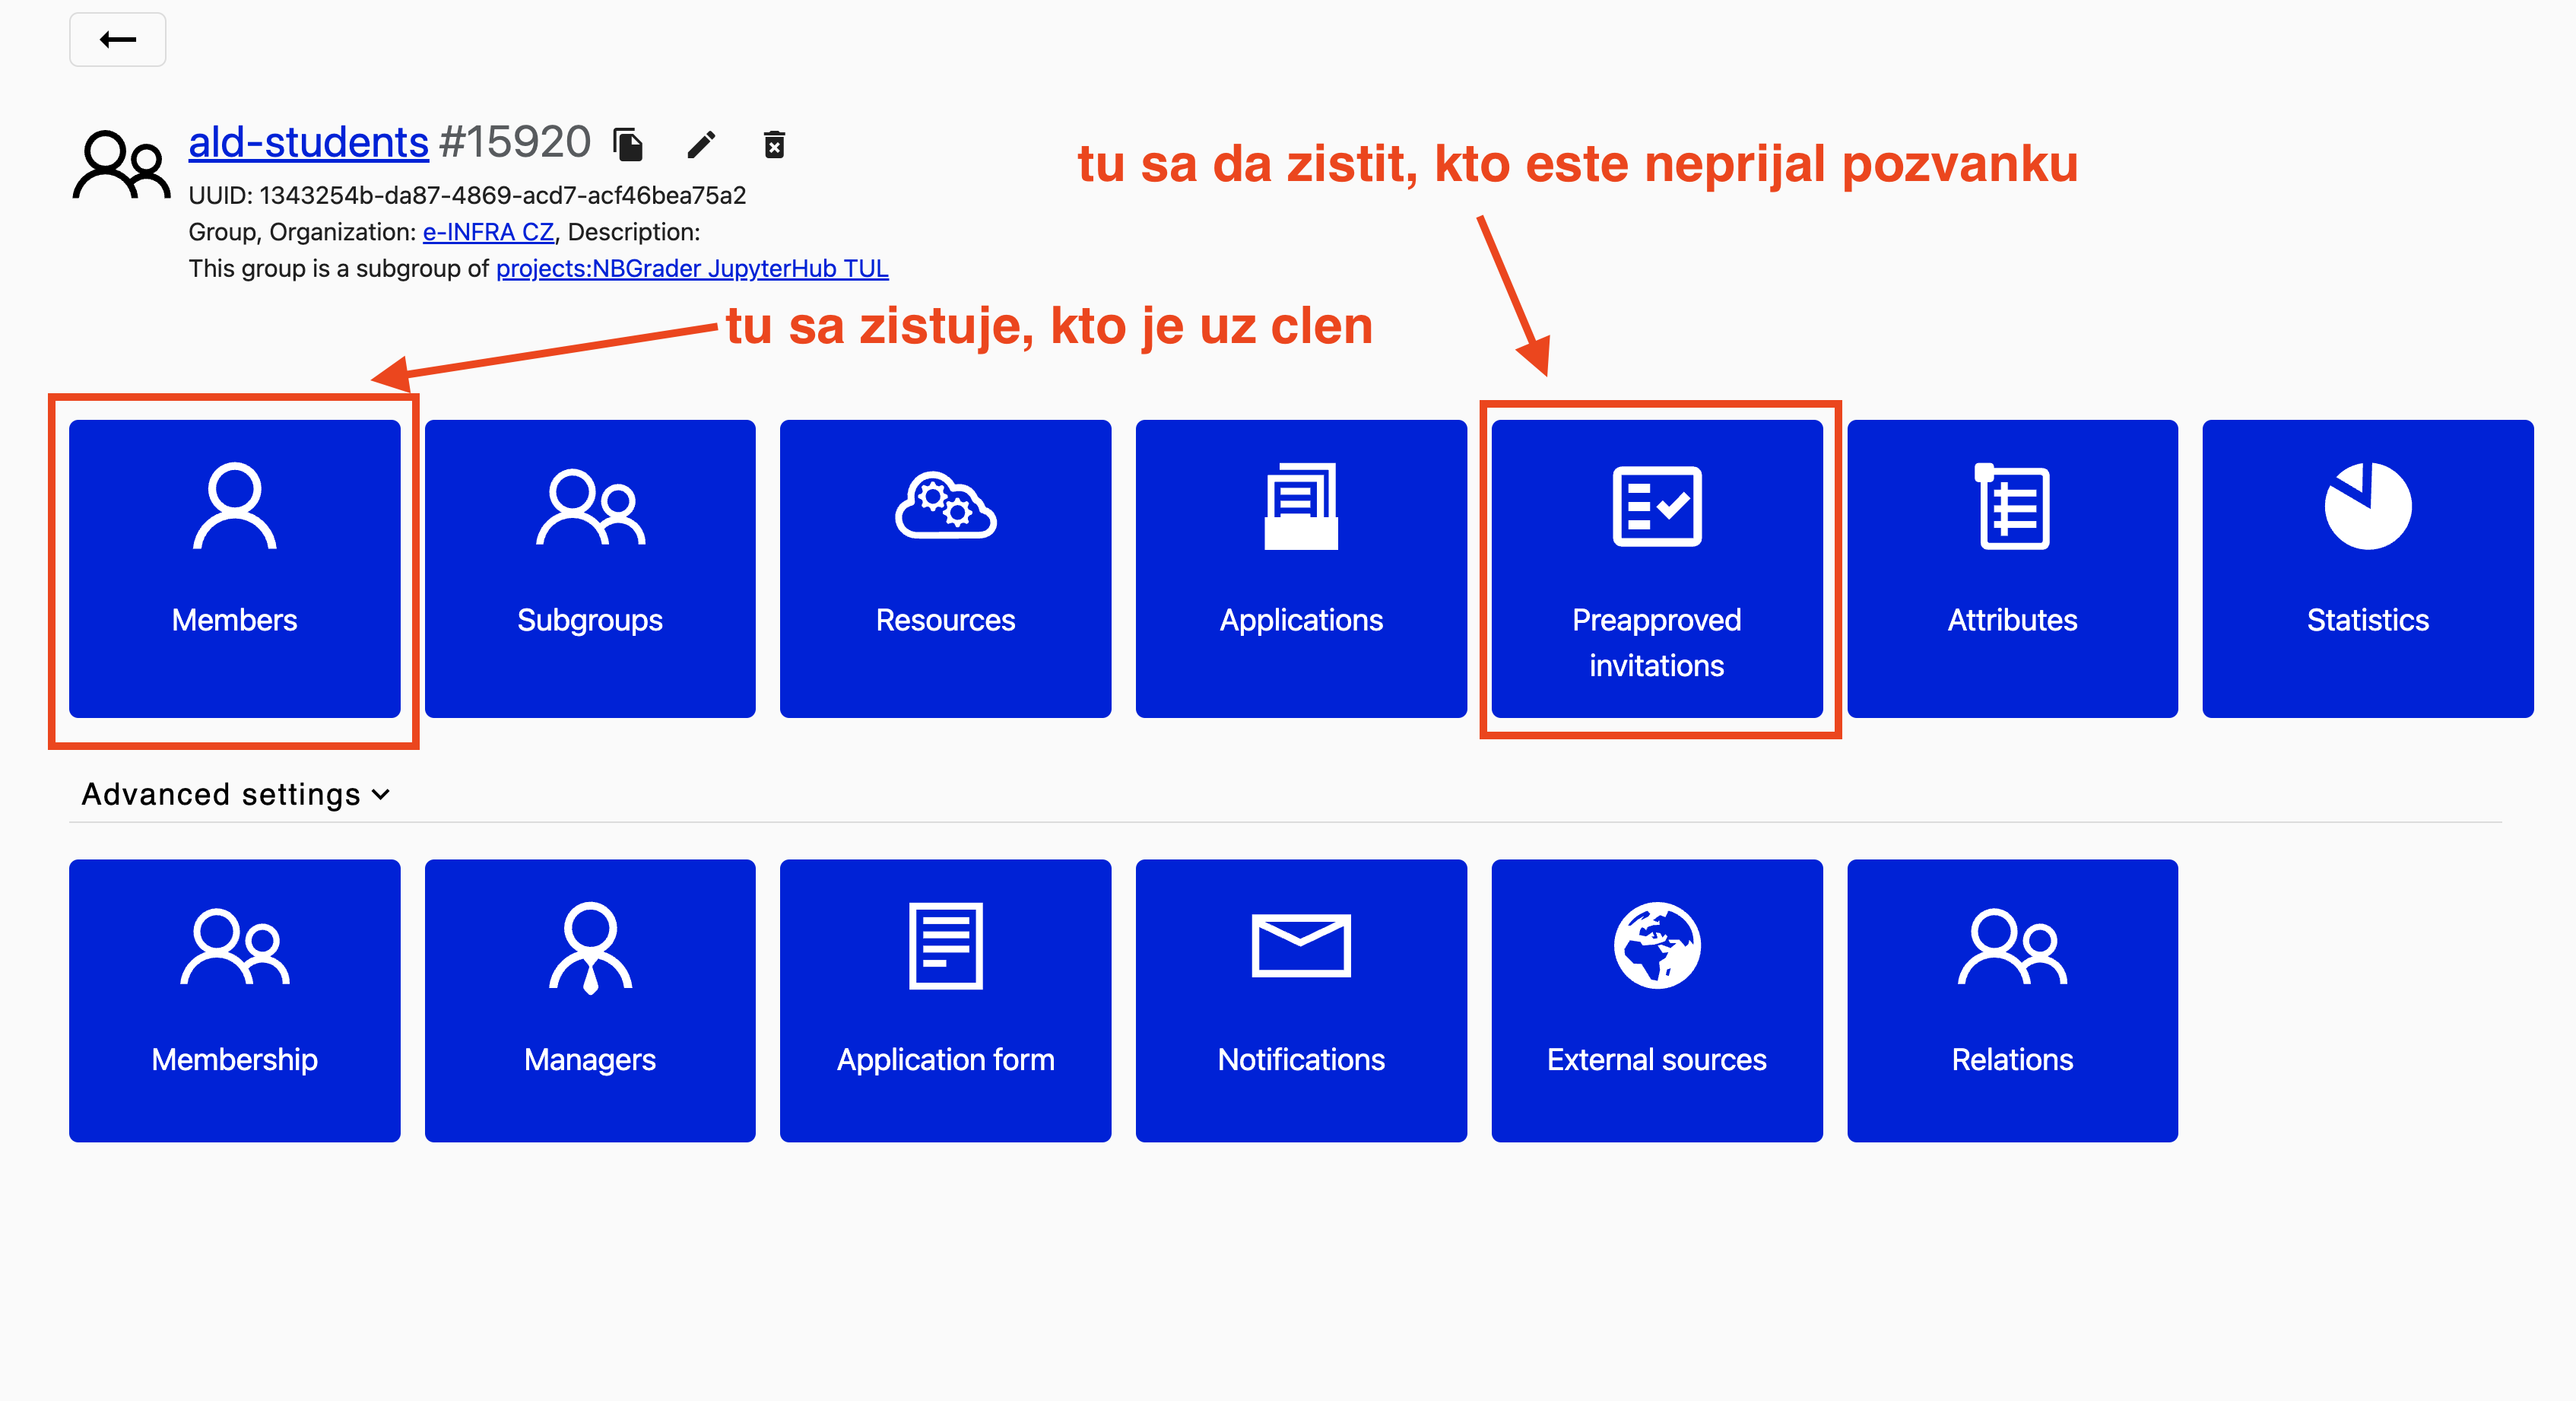 ald-students #15920
UUID: 1343254b-da87-4869-acd7-acf46bea75a2
Group, Organization: e-INFRA CZ, Description:
This group is a subgroup of projects:NBGrader JupyterHub TUL
tu sa da zistit, kto este neprijal pozvanku
tu sa zistuje, kto je uz clen
Members
Subgroups
Resources
Applications
Preapproved
invitations
Attributes
Statistics
Advanced settings
Membership
Managers
Application form
Notifications
External sources
Relations